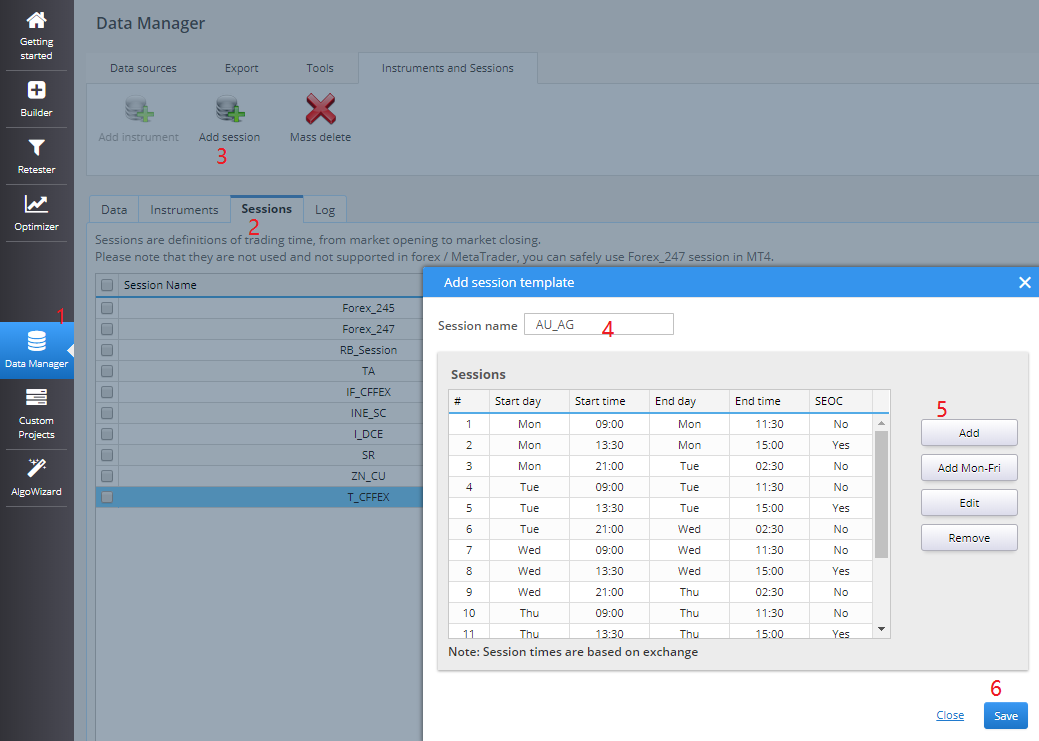 Data Manager
Getting
started
Builder
Retester
Optimizer
1
Data Manager
Custom
Projects
AlgoWizard
Data sources Export Tools Instruments and Sessions
Add instrument Add session Mass delete
3
Data Instruments Sessions Log
2
Sessions are definitions of trading time, from market opening to market closing.
Please note that they are not used and not supported in forex / MetaTrader, you can safely use Forex_247 session in MT4.
Session Name
Forex_245
Forex_247
RB_Session
TA
IF_CFFEX
INE_SC
I_DCE
SR
ZN_CU
T_CFFEX
Add session template
Session name AU_AG 4
Sessions
# Start day Start time End day End time SEOC
1 Mon 09:00 Mon 11:30 No
2 Mon 13:30 Mon 15:00 Yes
3 Mon 21:00 Tue 02:30 No
4 Tue 09:00 Tue 11:30 No
5 Tue 13:30 Tue 15:00 Yes
6 Tue 21:00 Wed 02:30 No
7 Wed 09:00 Wed 11:30 No
8 Wed 13:30 Wed 15:00 Yes
9 Wed 21:00 Thu 02:30 No
10 Thu 09:00 Thu 11:30 No
11 Thu 13:30 Thu 15:00 Yes
5
Add
Add Mon-Fri
Edit
Remove
Note: Session times are based on exchange
6
Close Save